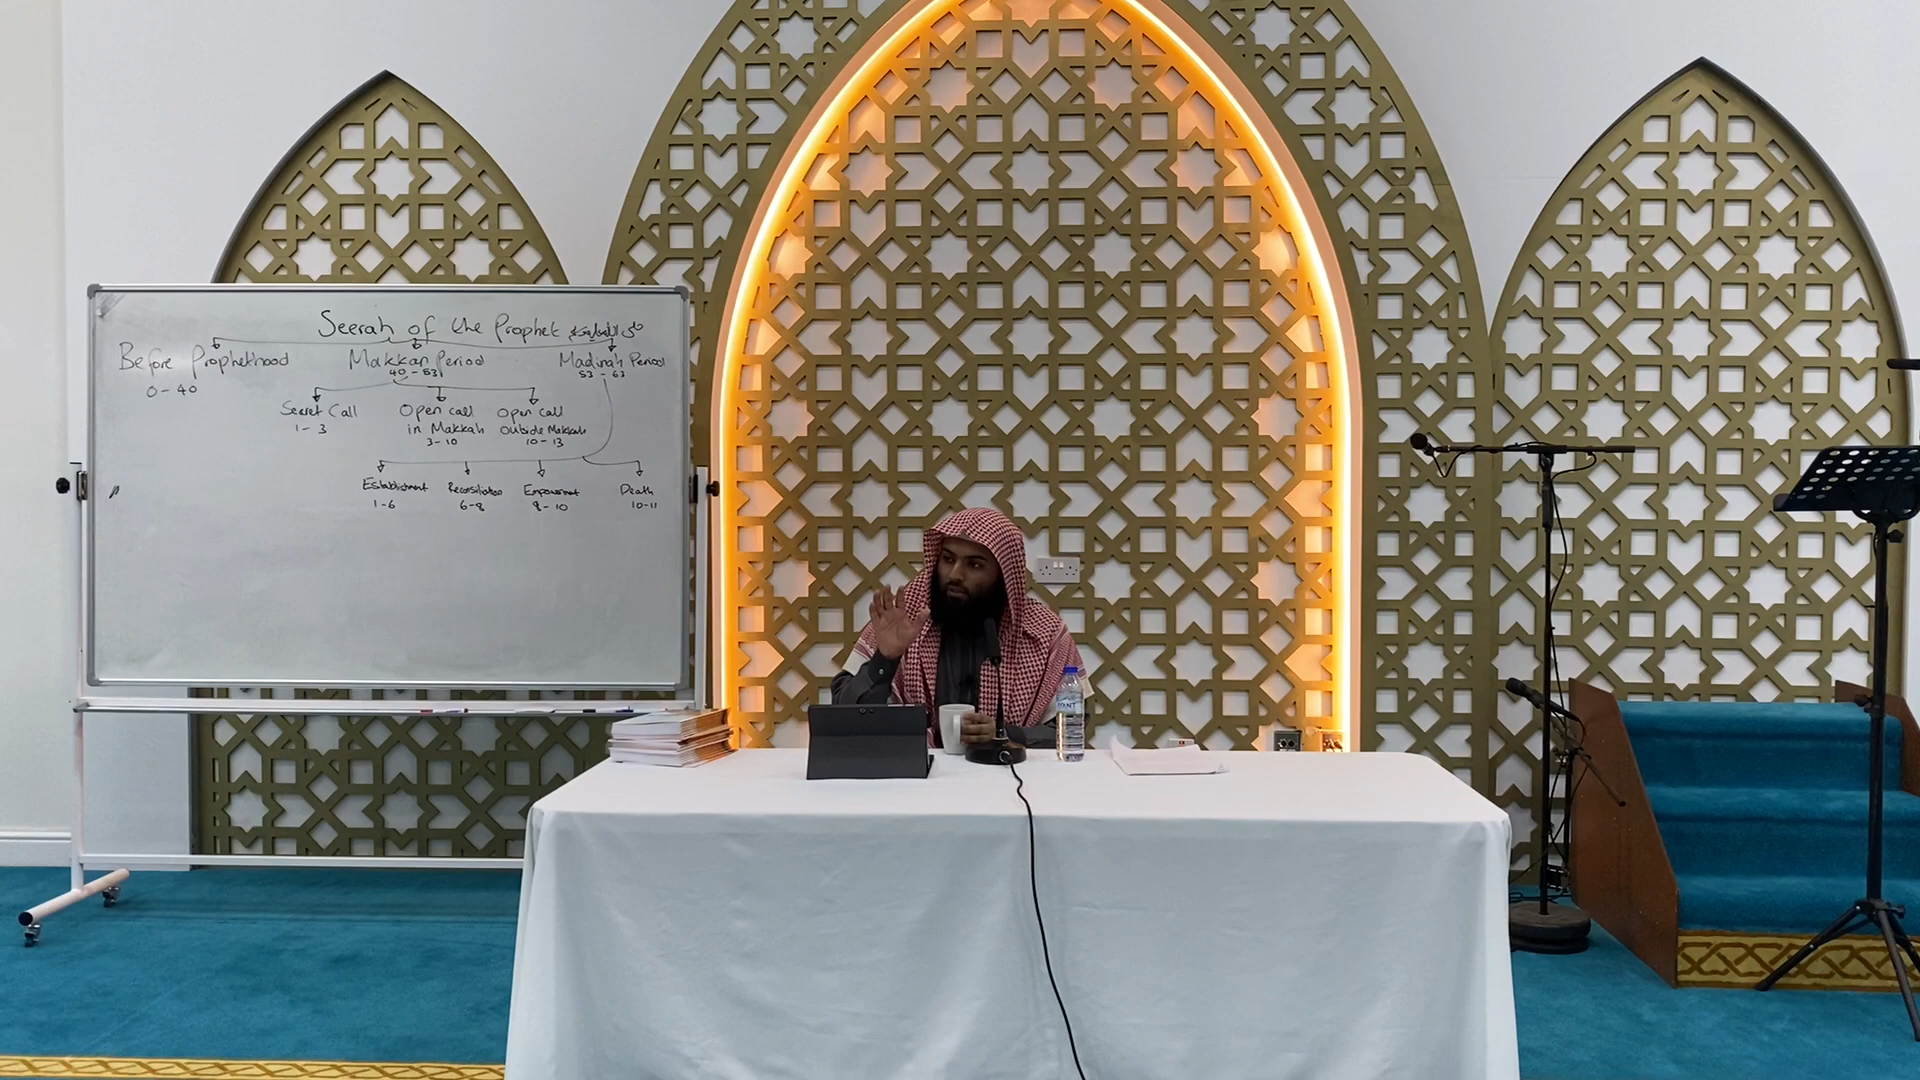 Seerah of the Prophet صلى الله عليه وسلم
Before Prophethood
0 - 40
Makkan Period
40 - 53
Madinah Period
53 - 63
Secret Call
1 - 3
Open call
in Makkah
3 - 10
Open call
outside Makkah
10 - 13
Establishment
1 - 6
Reconsiliation
6 - 8
Empowerment
8 - 10
Death
10 - 11